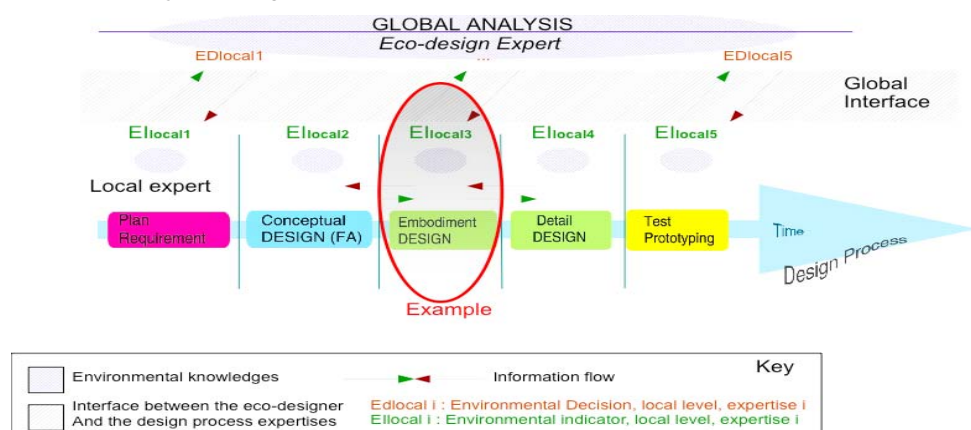 GLOBAL ANALYSIS
Eco-design Expert
EDlocal1
...
EDlocal5
Global
Interface
EIlocal1
EIlocal2
EIlocal3
EIlocal4
EIlocal5
Local expert
Plan
Requirement
Conceptual
DESIGN (FA)
Embodiment
DESIGN
Detail
DESIGN
Test
Prototyping
Time
Design Process
Example
Key
Environmental knowledges
Information flow
Interface between the eco-designer
And the design process expertises
Edlocal i : Environmental Decision, local level, expertise i
EIlocal i : Environmental indicator, local level, expertise i